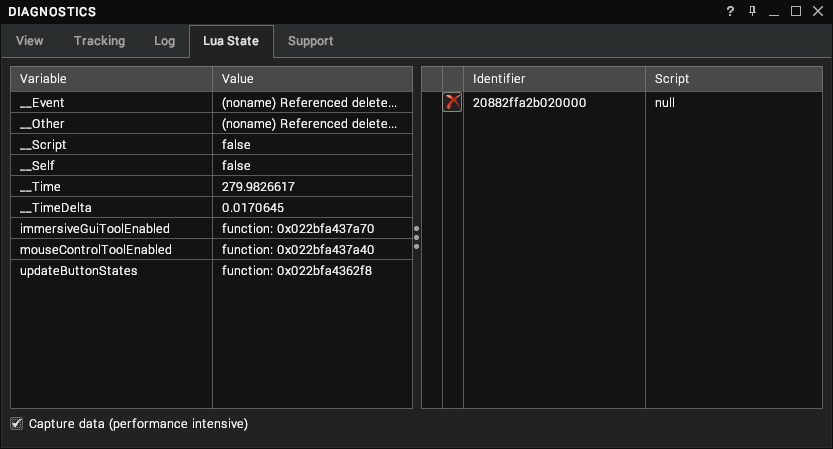 DIAGNOSTICS
View Tracking Log Lua State Support
Variable Value Identifier Script
__Event (noname) Referenced delete... 20882ffa2b020000 null
__Other (noname) Referenced delete...
__Script false
__Self false
__Time 279.9826617
__TimeDelta 0.0170645
immersiveGuiToolEnabled function: 0x022bfa437a70
mouseControlToolEnabled function: 0x022bfa437a40
updateButtonStates function: 0x022bfa4362f8
Capture data (performance intensive)